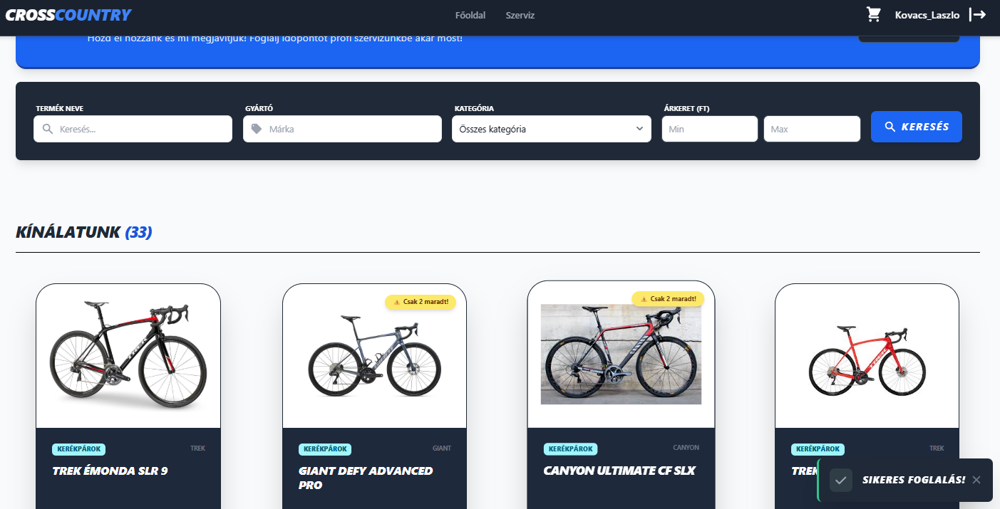 CROSSCOUNTRY
Főoldal
Szerviz
Kovacs_Laszlo
Hozd el hozzánk és mi megjavítjuk! Foglalj időpontot profi szervizünkbe akár most!
TERMÉK NEVE
GYÁRTÓ
KATEGÓRIA
ÁRKERET (FT)
Keresés...
Márka
Összes kategória
Min
Max
KERESÉS
KÍNÁLATUNK (33)
Csak 2 maradt!
Csak 2 maradt!
TREK
KERÉKPÁROK
TREK
KERÉKPÁROK
GIANT
KERÉKPÁROK
CANYON
KERÉKPÁROK
TREK
TREK ÉMONDA SLR 9
GIANT DEFY ADVANCED
PRO
CANYON ULTIMATE CF SLX
TREK
SIKERES FOGLALÁS!